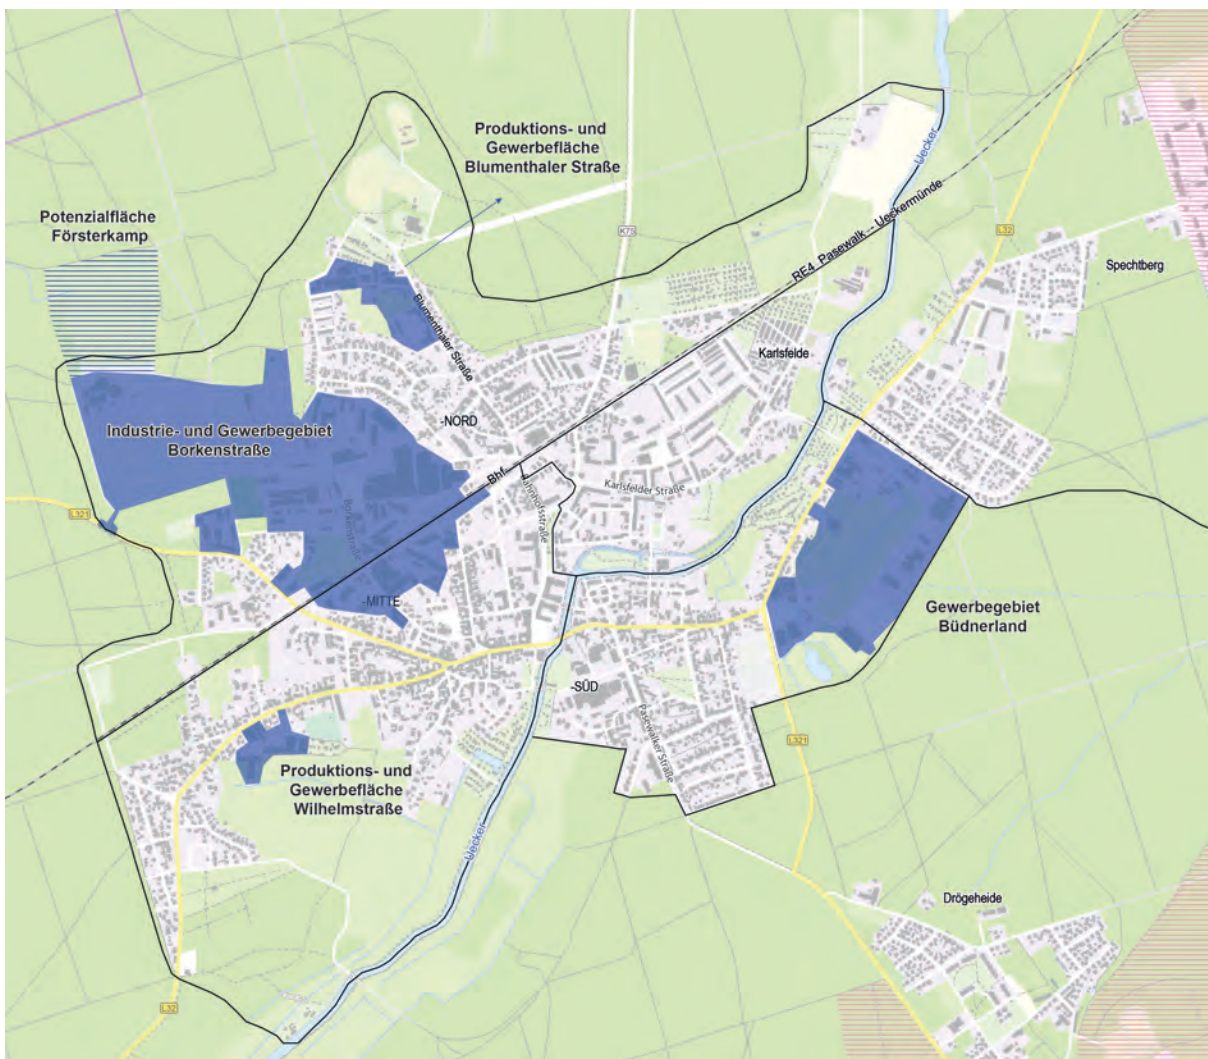 Produktions- und
Gewerbefläche
Blumenthaler Straße
Uecker
Potenzialfläche
Försterkamp
K75
L32
RE4 Pasewalk -- Ueckermünde
Spechtberg
Blumenthaler Straße
Karlsfelde
-NORD
Industrie- und Gewerbegebiet
Borkenstraße
Bhf.
Karlsfelder Straße
Bahnhofsstraße
L321
Borkenstraße
-MITTE
Gewerbegebiet
Büdnerland
-SÜD
Paswalker Straße
L321
Produktions- und
Gewerbefläche
Wilhelmstraße
Uecker
Drögeheide
L32